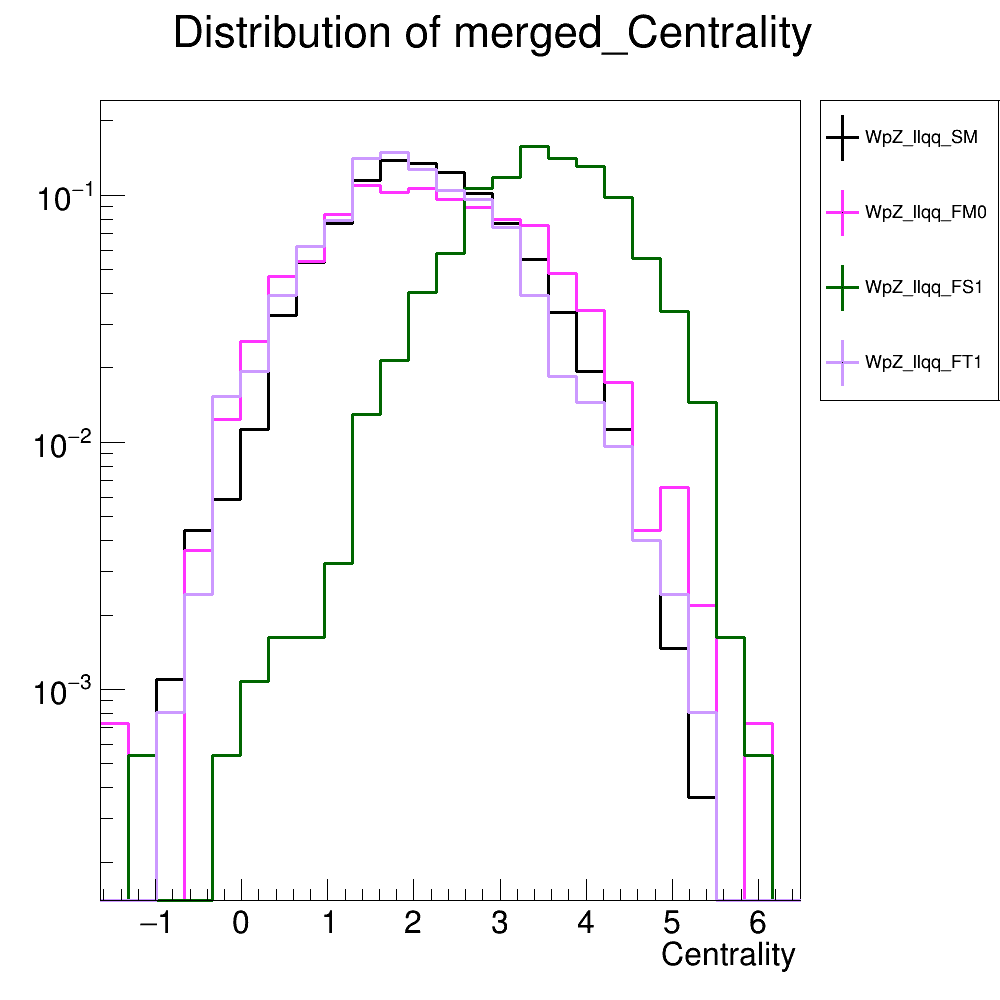 Distribution of merged_Centrality
WpZ_llqq_SM
WpZ_llqq_FM0
WpZ_llqq_FS1
WpZ_llqq_FT1
10⁻¹
10⁻²
10⁻³
−1 0 1 2 3 4 5 6
Centrality